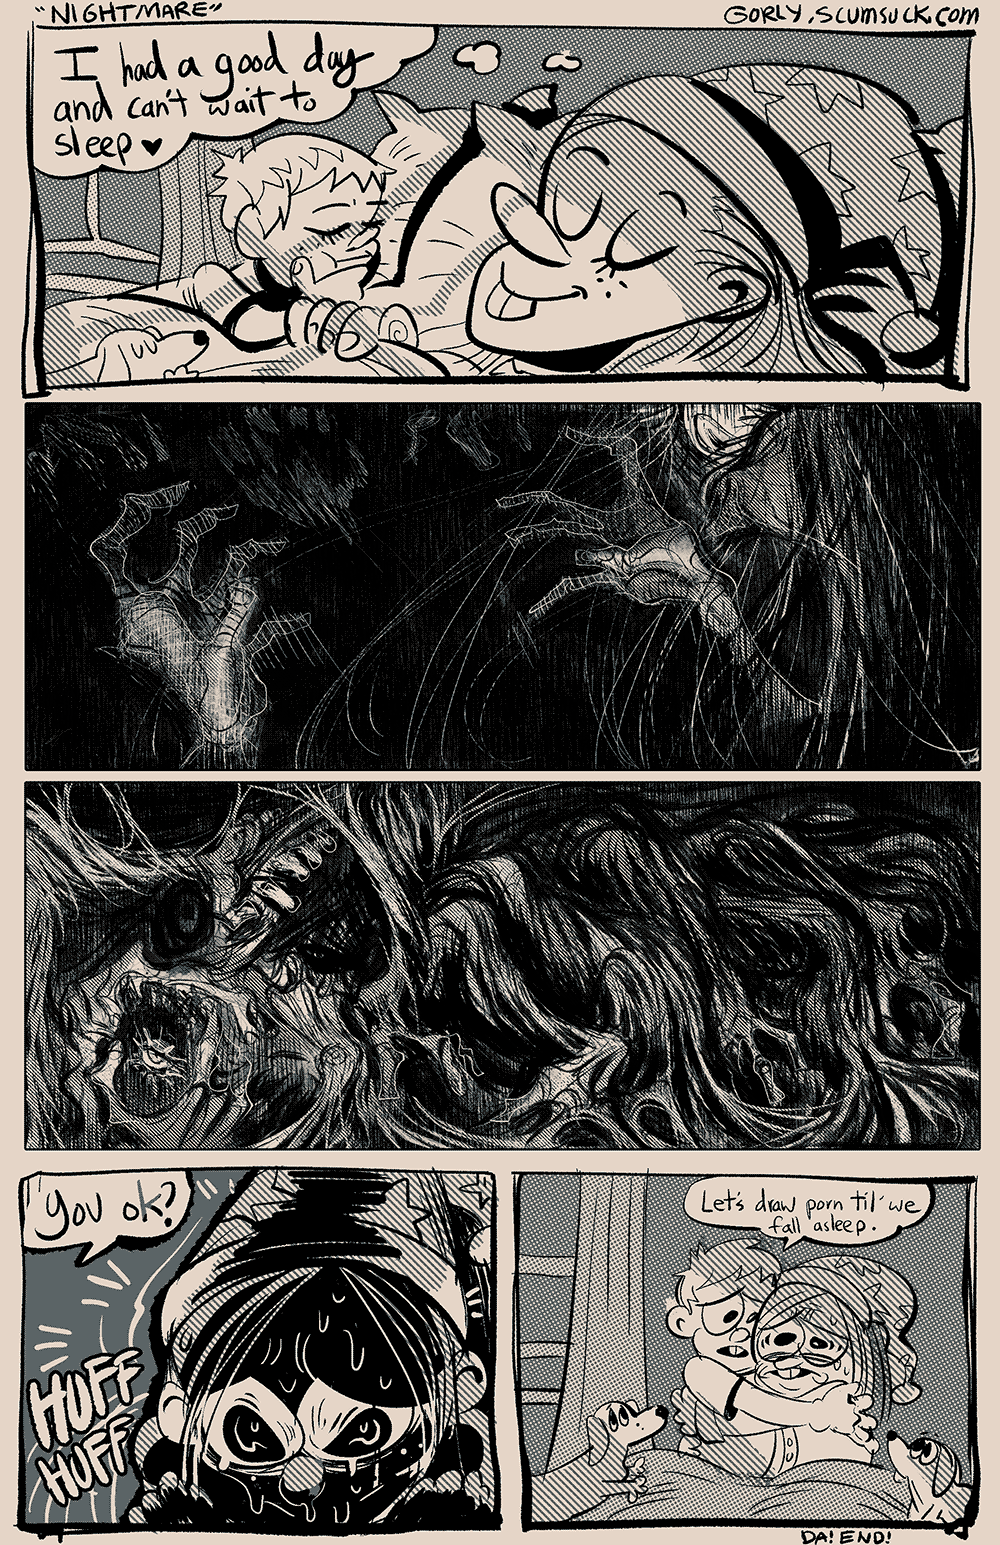 "NIGHTMARE"
GORLY.SCUMSUCK.COM
I had a good day
and can't wait to
sleep ♥
You ok?
HUFF
HUFF
Let's draw porn til' we
fall asleep.
DA! END!